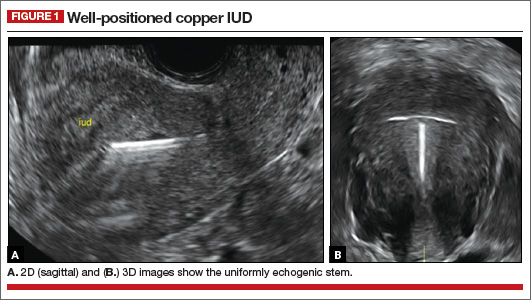 FIGURE 1 Well-positioned copper IUD
iud
A
B
A. 2D (sagittal) and (B.) 3D images show the uniformly echogenic stem.